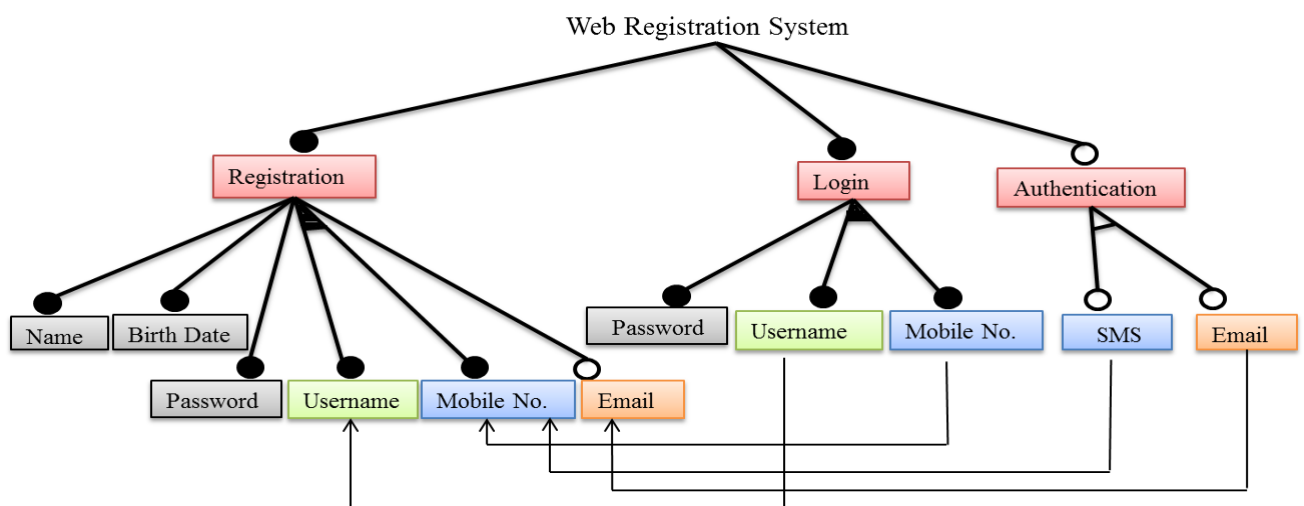 Web Registration System
Registration
Login
Authentication
Name
Birth Date
Password
Username
Mobile No.
SMS
Email
Password
Username
Mobile No.
Email